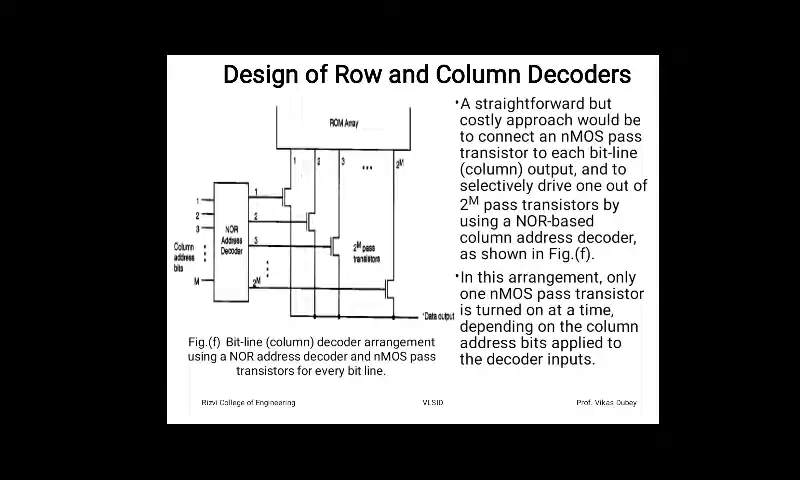 Design of Row and Column Decoders
ROM Array
1 2 3 ... 2M
1
2
3
Column
address
bits
M
NOR
Address
Decoder
1
2
3
2M
2M pass
transistors
Data output
Fig.(f) Bit-line (column) decoder arrangement
using a NOR address decoder and nMOS pass
transistors for every bit line.
•A straightforward but
costly approach would be
to connect an nMOS pass
transistor to each bit-line
(column) output, and to
selectively drive one out of
2M pass transistors by
using a NOR-based
column address decoder,
as shown in Fig.(f).
•In this arrangement, only
one nMOS pass transistor
is turned on at a time,
depending on the column
address bits applied to
the decoder inputs.
Rizvi College of Engineering
VLSID
Prof. Vikas Dubey